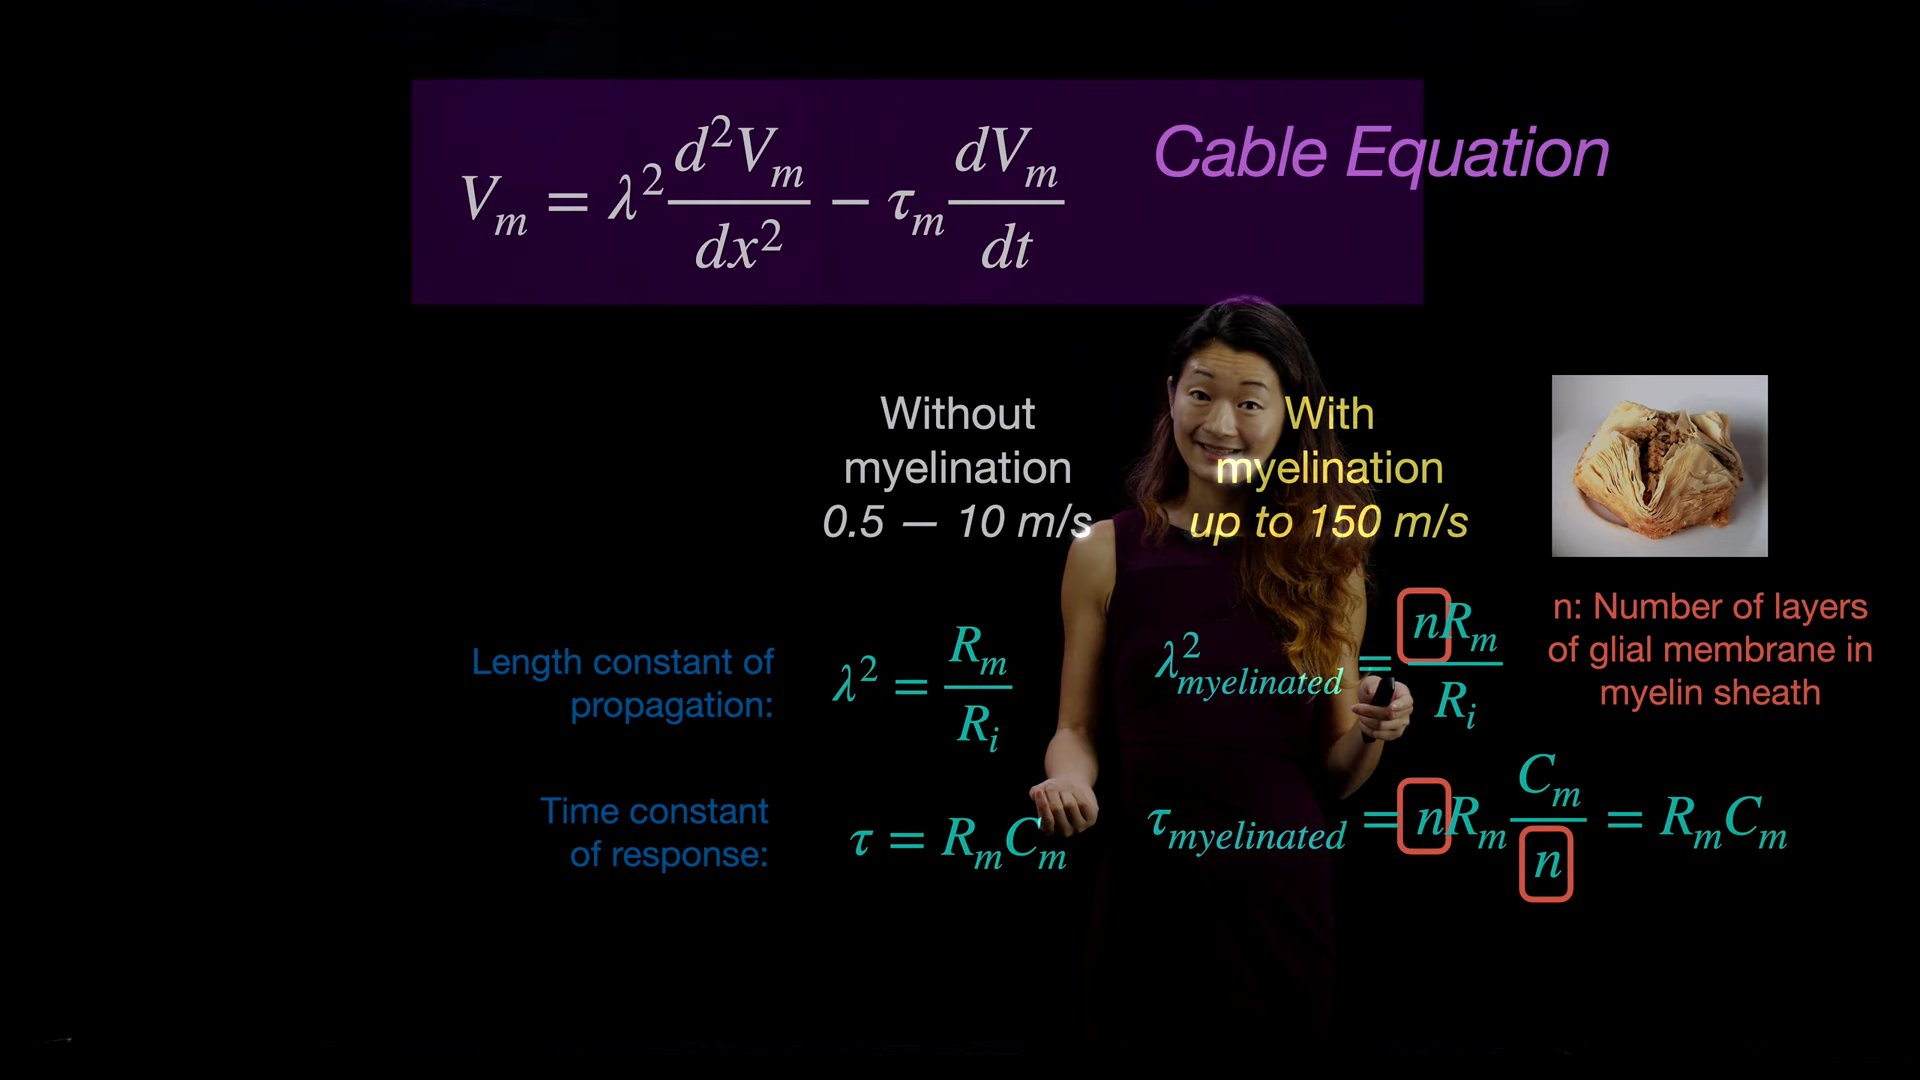 Cable Equation
V_m = λ² d²V_m/dx² − τ_m dV_m/dt
Without
myelination
0.5 — 10 m/s
With
myelination
up to 150 m/s
n: Number of layers
of glial membrane in
myelin sheath
Length constant of
propagation:
λ² = R_m/R_i
λ²_myelinated = nR_m/R_i
Time constant
of response:
τ = R_mC_m
τ_myelinated = nR_m C_m/n = R_mC_m